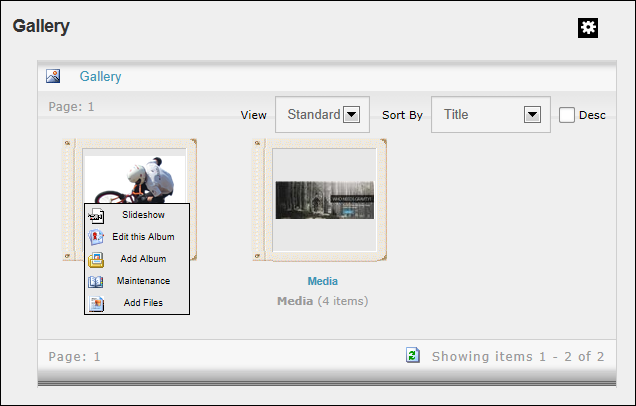 Gallery
Gallery
Page: 1
View Standard Sort By Title Desc
WHO NEEDS GRAVITY?
Slideshow
Edit this Album
Add Album
Maintenance
Add Files
Media
Media (4 items)
Page: 1 Showing items 1 - 2 of 2